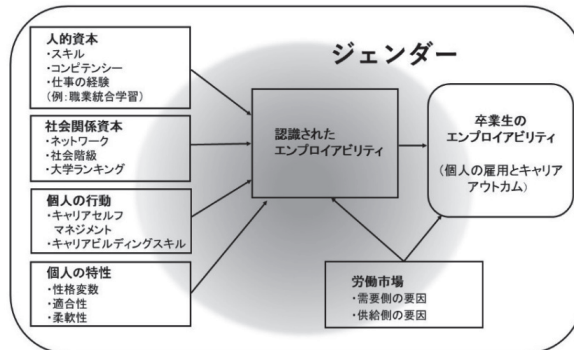 ジェンダー
人的資本
・スキル
・コンピテンシー
・仕事の経験
(例:職業統合学習)
社会関係資本
・ネットワーク
・社会階級
・大学ランキング
個人の行動
・キャリアセルフ
マネジメント
・キャリアビルディングスキル
個人の特性
・性格変数
・適合性
・柔軟性
認識された
エンプロイアビリティ
卒業生の
エンプロイアビリティ
(個人の雇用とキャリア
アウトカム)
労働市場
・需要側の要因
・供給側の要因